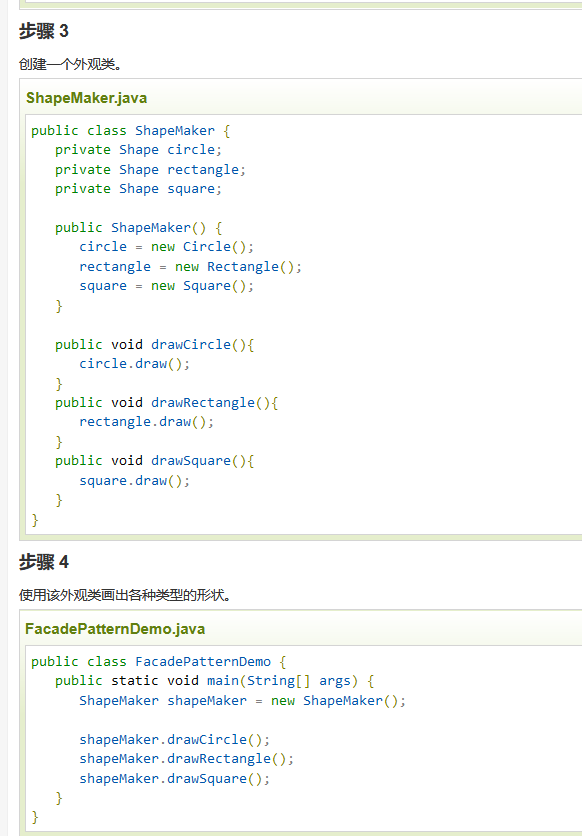 步骤 3
创建一个外观类。
ShapeMaker.java
public class ShapeMaker {
   private Shape circle;
   private Shape rectangle;
   private Shape square;

   public ShapeMaker() {
      circle = new Circle();
      rectangle = new Rectangle();
      square = new Square();
   }

   public void drawCircle(){
      circle.draw();
   }
   public void drawRectangle(){
      rectangle.draw();
   }
   public void drawSquare(){
      square.draw();
   }
}
步骤 4
使用该外观类画出各种类型的形状。
FacadePatternDemo.java
public class FacadePatternDemo {
   public static void main(String[] args) {
      ShapeMaker shapeMaker = new ShapeMaker();

      shapeMaker.drawCircle();
      shapeMaker.drawRectangle();
      shapeMaker.drawSquare();
   }
}